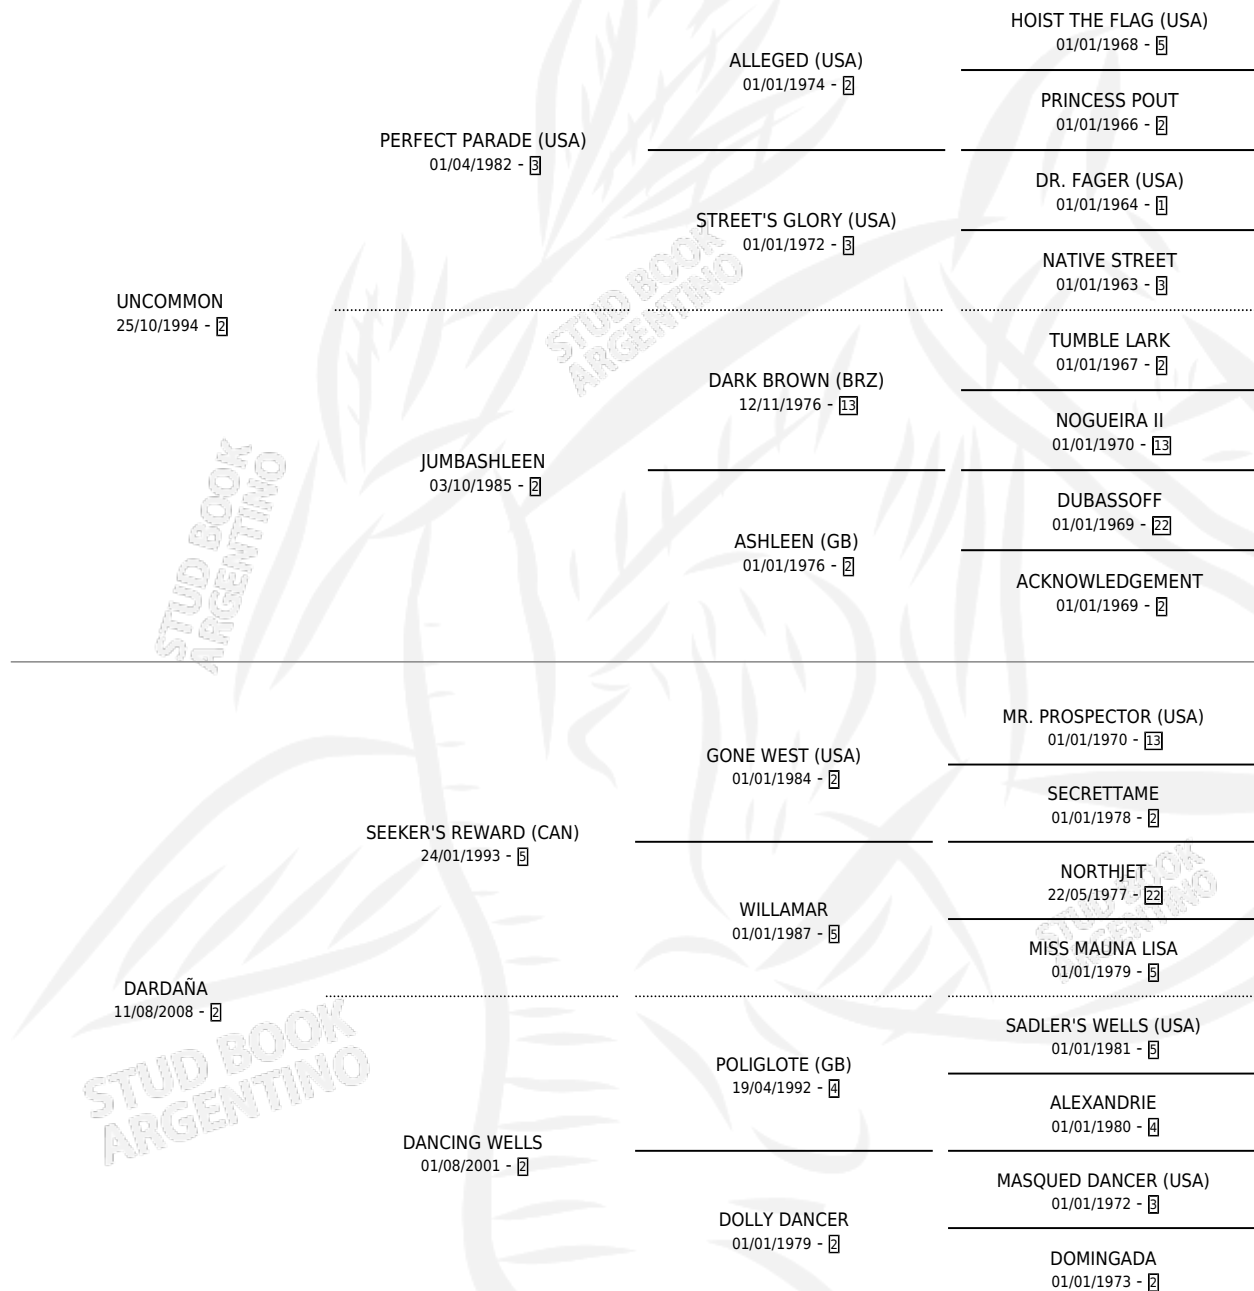 HOIST THE FLAG (USA)
01/01/1968 - 5
ALLEGED (USA)
01/01/1974 - 2
PRINCESS POUT
01/01/1966 - 2
PERFECT PARADE (USA)
01/04/1982 - 3
DR. FAGER (USA)
01/01/1964 - 1
STREET'S GLORY (USA)
01/01/1972 - 3
NATIVE STREET
01/01/1963 - 3
UNCOMMON
25/10/1994 - 2
TUMBLE LARK
01/01/1967 - 2
DARK BROWN (BRZ)
12/11/1976 - 13
NOGUEIRA II
01/01/1970 - 13
JUMBASHLEEN
03/10/1985 - 2
DUBASSOFF
01/01/1969 - 22
ASHLEEN (GB)
01/01/1976 - 2
ACKNOWLEDGEMENT
01/01/1969 - 2
MR. PROSPECTOR (USA)
01/01/1970 - 13
GONE WEST (USA)
01/01/1984 - 2
SECRETTAME
01/01/1978 - 2
SEEKER'S REWARD (CAN)
24/01/1993 - 5
NORTHJET
22/05/1977 - 22
WILLAMAR
01/01/1987 - 5
MISS MAUNA LISA
01/01/1979 - 5
DARDAÑA
11/08/2008 - 2
SADLER'S WELLS (USA)
01/01/1981 - 5
POLIGLOTE (GB)
19/04/1992 - 4
ALEXANDRIE
01/01/1980 - 4
DANCING WELLS
01/08/2001 - 2
MASQUED DANCER (USA)
01/01/1972 - 3
DOLLY DANCER
01/01/1979 - 2
DOMINGADA
01/01/1973 - 2
STUD BOOK
ARGENTINO
STUD BOOK
ARGENTINO
STUD BOOK
ARGENTINO
STUD BOOK
ARGENTINO